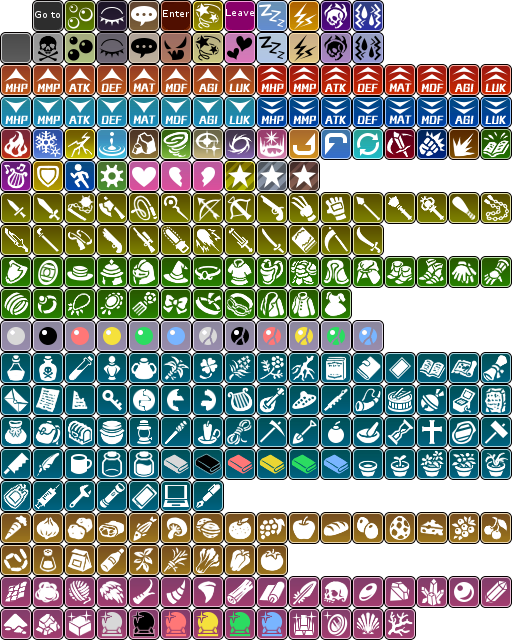 Go to Enter Leave
MHP MMP ATK DEF MAT MDF AGI LUK MHP MMP ATK DEF MAT MDF AGI LUK
MHP MMP ATK DEF MAT MDF AGI LUK MHP MMP ATK DEF MAT MDF AGI LUK